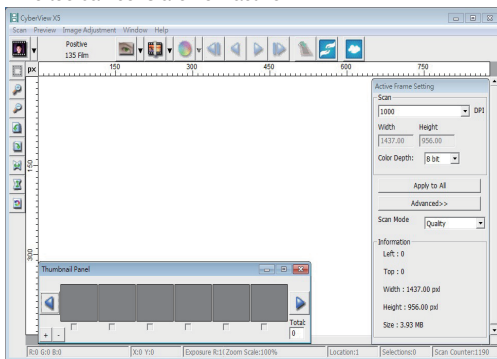 CyberView X5
Scan Preview Image Adjustment Window Help
Positive
135 Film
px 150 300 450 600 750
150
300
Active Frame Setting
Scan
1000 DPI
Width Height
1437.00 956.00
Color Depth: 8 bit
Apply to All
Advanced>>
Scan Mode Quality
Information
Left : 0
Top : 0
Width : 1437.00 pxl
Height : 956.00 pxl
Size : 3.93 MB
Thumbnail Panel
Total:
+ - 0
R:0 G:0 B:0 X:0 Y:0 Exposure R:1( Zoom Scale:100% Location:1 Selections:0 Scan Counter:1190